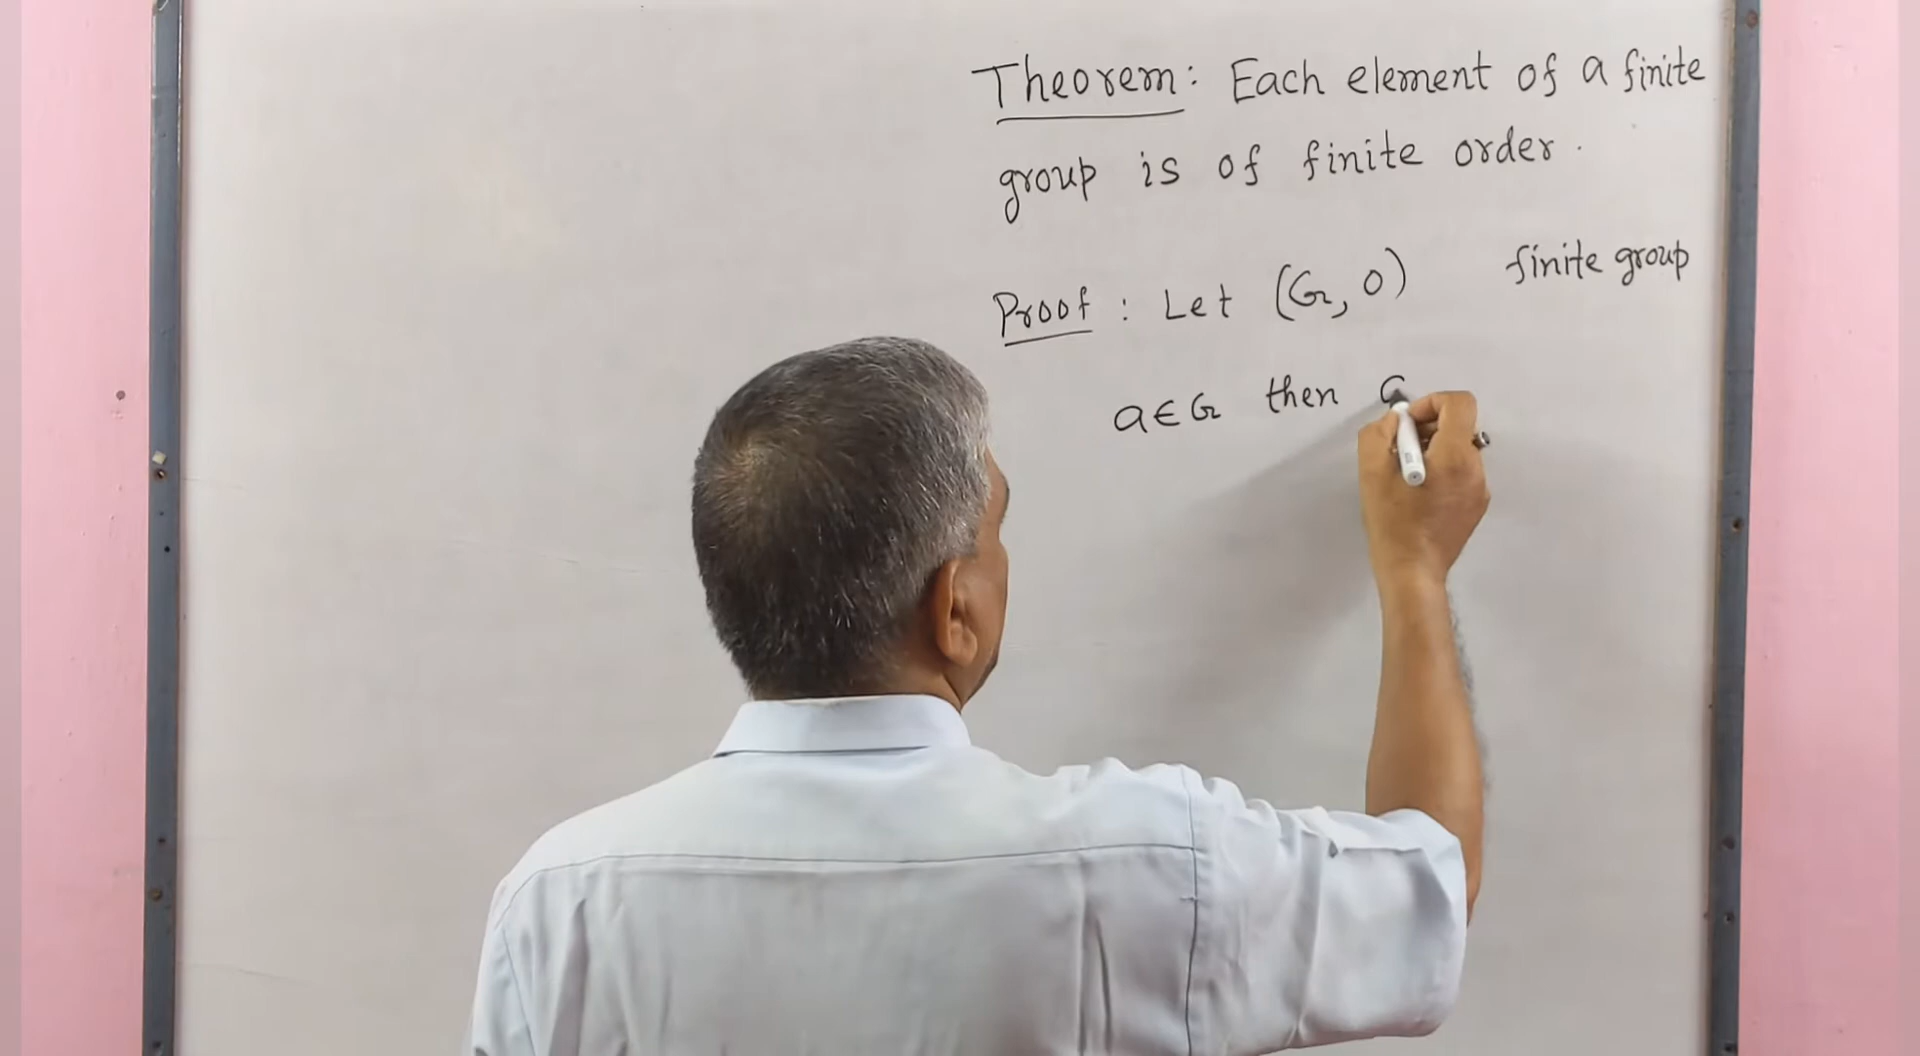 Theorem: Each element of a finite
group is of finite order.
Proof : Let (G, o) finite group
a∈G then